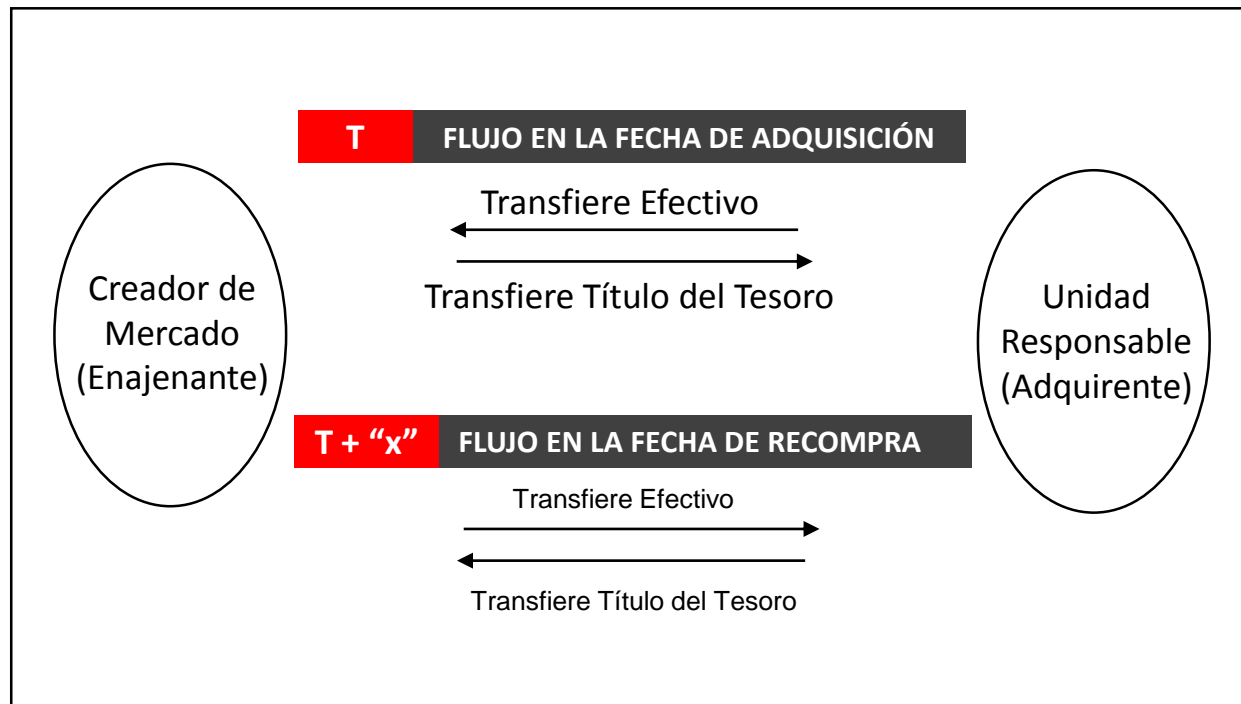 T FLUJO EN LA FECHA DE ADQUISICIÓN
Transfiere Efectivo
Transfiere Título del Tesoro
Creador de
Mercado
(Enajenante)
Unidad
Responsable
(Adquirente)
T + “x” FLUJO EN LA FECHA DE RECOMPRA
Transfiere Efectivo
Transfiere Título del Tesoro